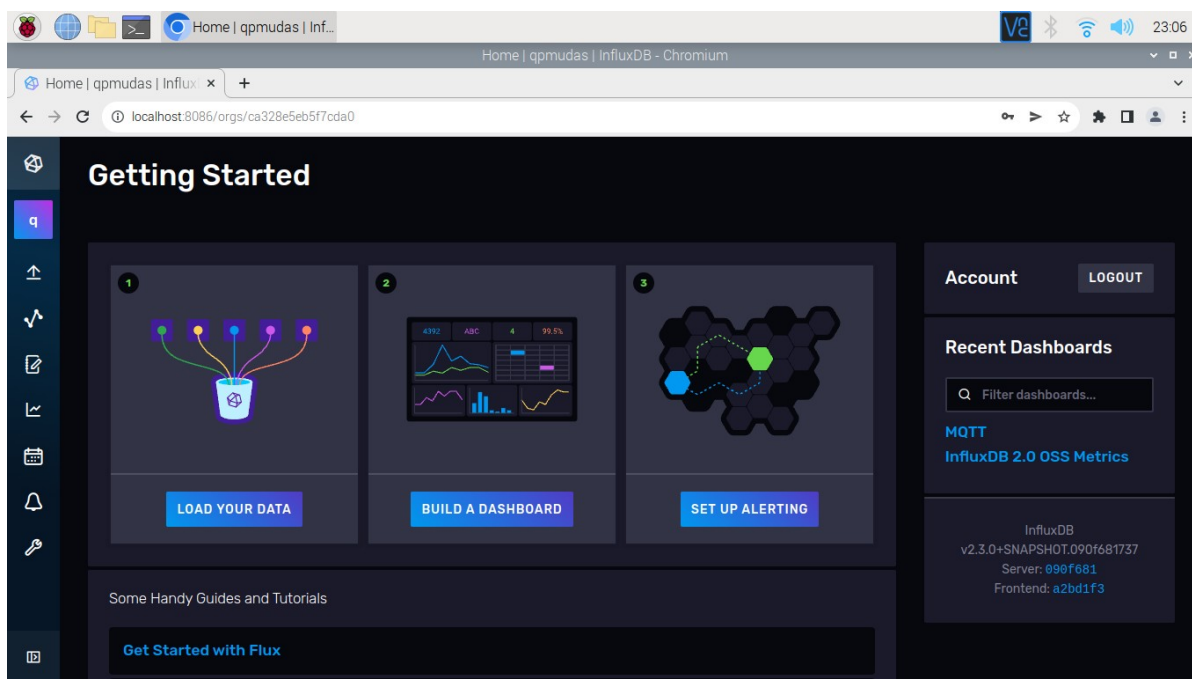 Home | qpmudas | Inf...
V2
23:06
Home | qpmudas | InfluxDB - Chromium
Home | qpmudas | Influx
localhost:8086/orgs/ca328e5eb5f7cda0
Getting Started
q
1
2
3
4392 ABC 4 99.5%
LOAD YOUR DATA
BUILD A DASHBOARD
SET UP ALERTING
Account
LOGOUT
Recent Dashboards
Filter dashboards...
MQTT
InfluxDB 2.0 OSS Metrics
InfluxDB
v2.3.0+SNAPSHOT.090f681737
Server: 090f681
Frontend: a2bd1f3
Some Handy Guides and Tutorials
Get Started with Flux